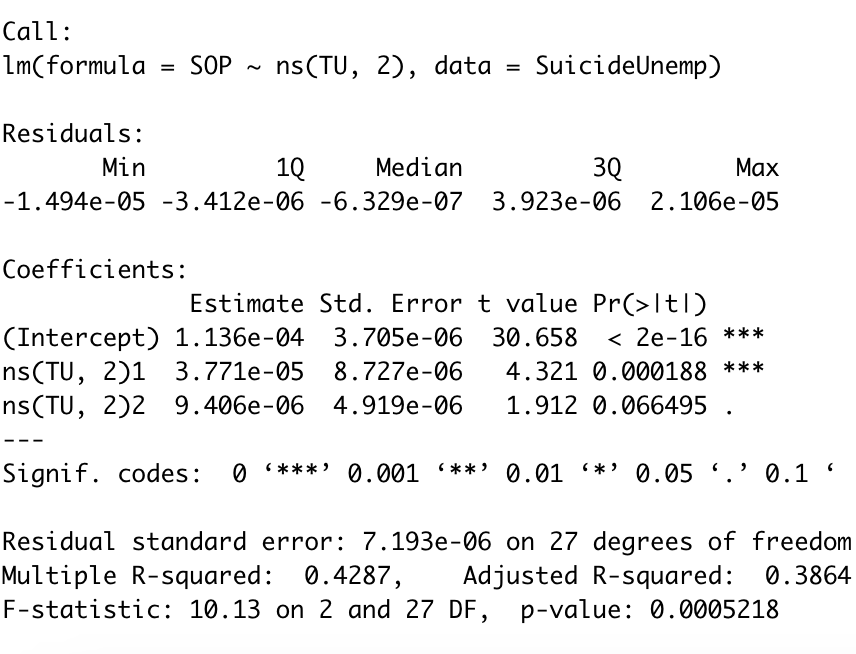 Call:
lm(formula = SOP ~ ns(TU, 2), data = SuicideUnemp)
Residuals:
Min 1Q Median 3Q Max
-1.494e-05 -3.412e-06 -6.329e-07 3.923e-06 2.106e-05
Coefficients:
Estimate Std. Error t value Pr(>|t|)
(Intercept) 1.136e-04 3.705e-06 30.658 < 2e-16 ***
ns(TU, 2)1 3.771e-05 8.727e-06 4.321 0.000188 ***
ns(TU, 2)2 9.406e-06 4.919e-06 1.912 0.066495 .
---
Signif. codes: 0 ‘***’ 0.001 ‘**’ 0.01 ‘*’ 0.05 ‘.’ 0.1 ‘
Residual standard error: 7.193e-06 on 27 degrees of freedom
Multiple R-squared: 0.4287, Adjusted R-squared: 0.3864
F-statistic: 10.13 on 2 and 27 DF, p-value: 0.0005218